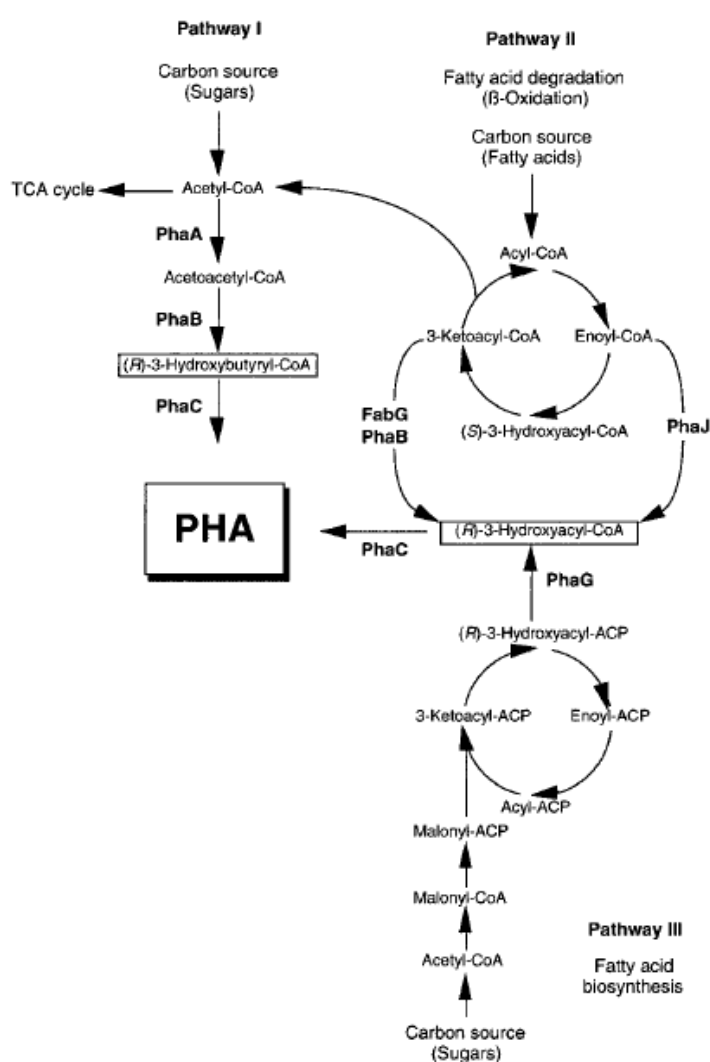 Pathway I
Carbon source
(Sugars)
TCA cycle
Acetyl-CoA
PhaA
Acetoacetyl-CoA
PhaB
(R)-3-Hydroxybutyryl-CoA
PhaC
PHA
Pathway II
Fatty acid degradation
(ß-Oxidation)
Carbon source
(Fatty acids)
Acyl-CoA
3-Ketoacyl-CoA
Enoyl-CoA
(S)-3-Hydroxyacyl-CoA
FabG
PhaB
PhaJ
(R)-3-Hydroxyacyl-CoA
PhaC
PhaG
(R)-3-Hydroxyacyl-ACP
3-Ketoacyl-ACP
Enoyl-ACP
Acyl-ACP
Malonyl-ACP
Malonyl-CoA
Acetyl-CoA
Carbon source
(Sugars)
Pathway III
Fatty acid
biosynthesis